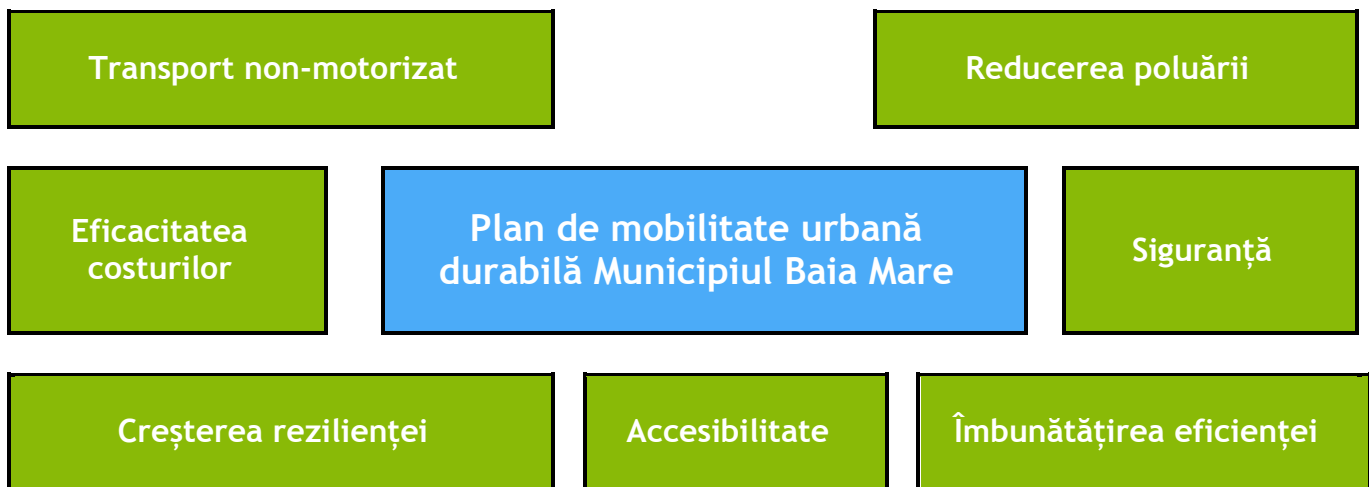 Transport non-motorizat
Reducerea poluării
Eficacitatea
costurilor
Plan de mobilitate urbană
durabilă Municipiul Baia Mare
Siguranță
Creșterea rezilienței
Accesibilitate
Îmbunătățirea eficienței